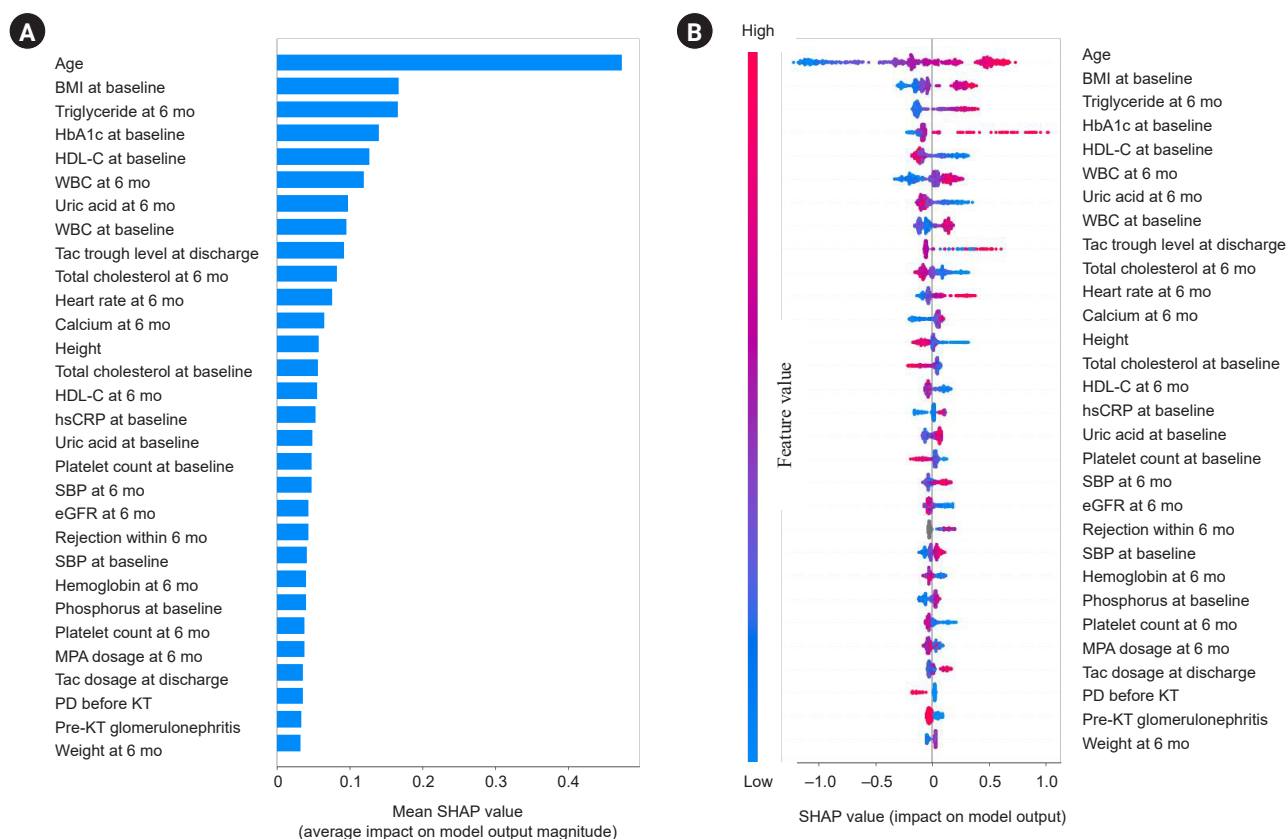 A
Age
BMI at baseline
Triglyceride at 6 mo
HbA1c at baseline
HDL-C at baseline
WBC at 6 mo
Uric acid at 6 mo
WBC at baseline
Tac trough level at discharge
Total cholesterol at 6 mo
Heart rate at 6 mo
Calcium at 6 mo
Height
Total cholesterol at baseline
HDL-C at 6 mo
hsCRP at baseline
Uric acid at baseline
Platelet count at baseline
SBP at 6 mo
eGFR at 6 mo
Rejection within 6 mo
SBP at baseline
Hemoglobin at 6 mo
Phosphorus at baseline
Platelet count at 6 mo
MPA dosage at 6 mo
Tac dosage at discharge
PD before KT
Pre-KT glomerulonephritis
Weight at 6 mo
0 0.1 0.2 0.3 0.4
Mean SHAP value
(average impact on model output magnitude)
B
High
Feature value
Low
Age
BMI at baseline
Triglyceride at 6 mo
HbA1c at baseline
HDL-C at baseline
WBC at 6 mo
Uric acid at 6 mo
WBC at baseline
Tac trough level at discharge
Total cholesterol at 6 mo
Heart rate at 6 mo
Calcium at 6 mo
Height
Total cholesterol at baseline
HDL-C at 6 mo
hsCRP at baseline
Uric acid at baseline
Platelet count at baseline
SBP at 6 mo
eGFR at 6 mo
Rejection within 6 mo
SBP at baseline
Hemoglobin at 6 mo
Phosphorus at baseline
Platelet count at 6 mo
MPA dosage at 6 mo
Tac dosage at discharge
PD before KT
Pre-KT glomerulonephritis
Weight at 6 mo
–1.0 –0.5 0 0.5 1.0
SHAP value (impact on model output)